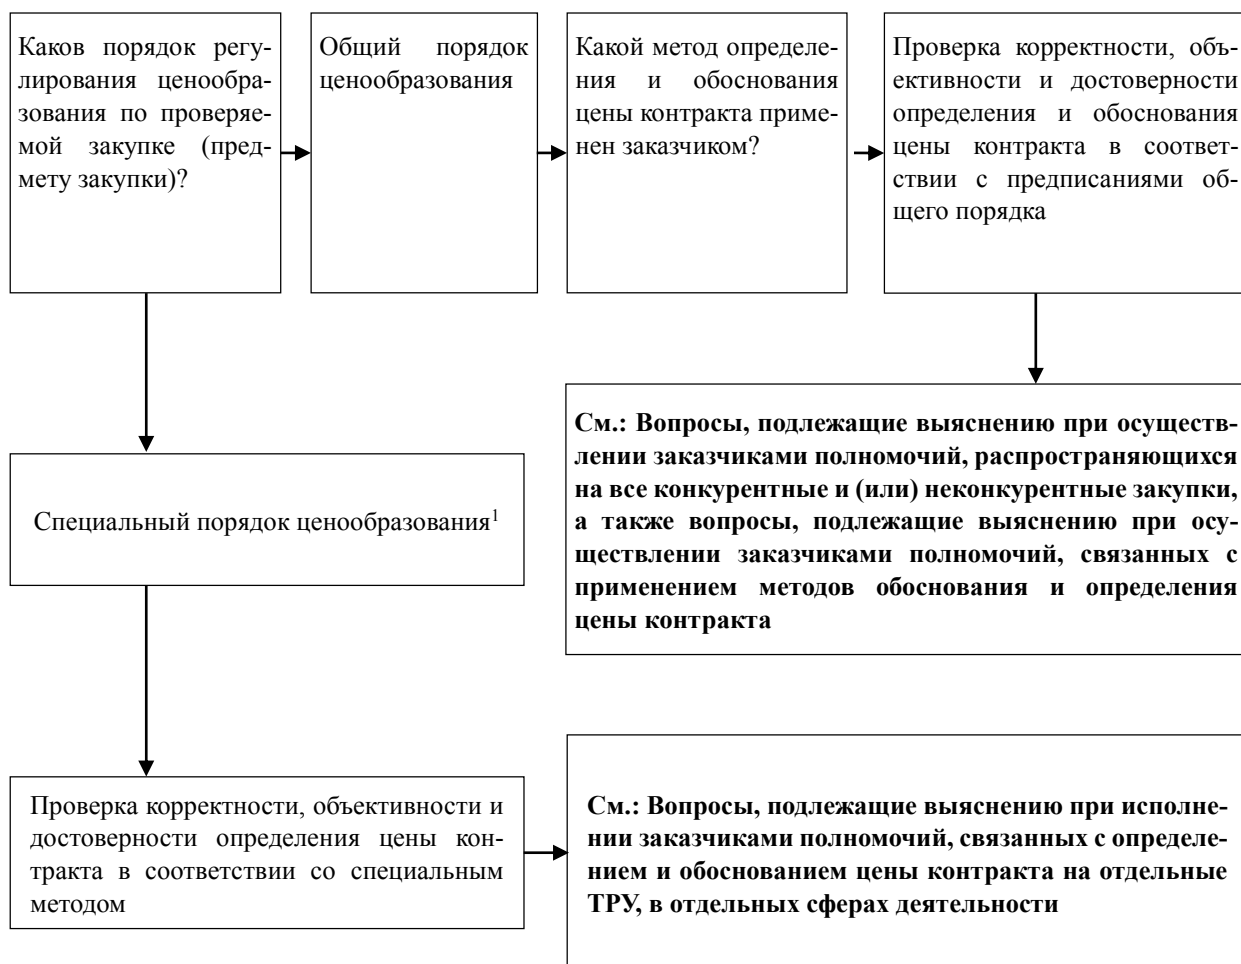 Каков порядок регу-
лирования ценообра-
зования по проверяе-
мой закупке (пред-
мету закупки)?
Общий порядок
ценообразования
Какой метод определе-
ния и обоснования
цены контракта приме-
нен заказчиком?
Проверка корректности, объ-
ективности и достоверности
определения и обоснования
цены контракта в соответ-
ствии с предписаниями об-
щего порядка
См.: Вопросы, подлежащие выяснению при осуществ-
лении заказчиками полномочий, распространяющихся
на все конкурентные и (или) неконкурентные закупки,
а также вопросы, подлежащие выяснению при осу-
ществлении заказчиками полномочий, связанных с
применением методов обоснования и определения
цены контракта
Специальный порядок ценообразования1
Проверка корректности, объективности и
достоверности определения цены кон-
тракта в соответствии со специальным
методом
См.: Вопросы, подлежащие выяснению при исполне-
нии заказчиками полномочий, связанных с определе-
нием и обоснованием цены контракта на отдельные
ТРУ, в отдельных сферах деятельности